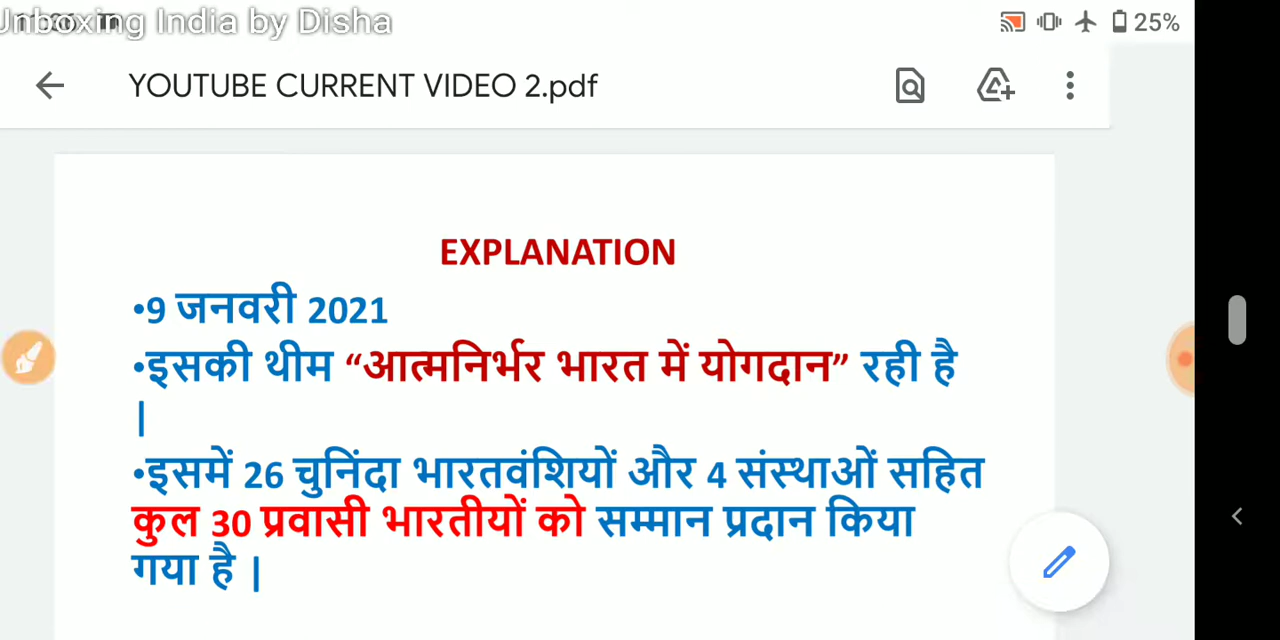 Unboxing India by Disha
25%
YOUTUBE CURRENT VIDEO 2.pdf
EXPLANATION
•9 जनवरी 2021
•इसकी थीम “आत्मनिर्भर भारत में योगदान” रही है
|
•इसमें 26 चुनिंदा भारतवंशियों और 4 संस्थाओं सहित
कुल 30 प्रवासी भारतीयों को सम्मान प्रदान किया
गया है |